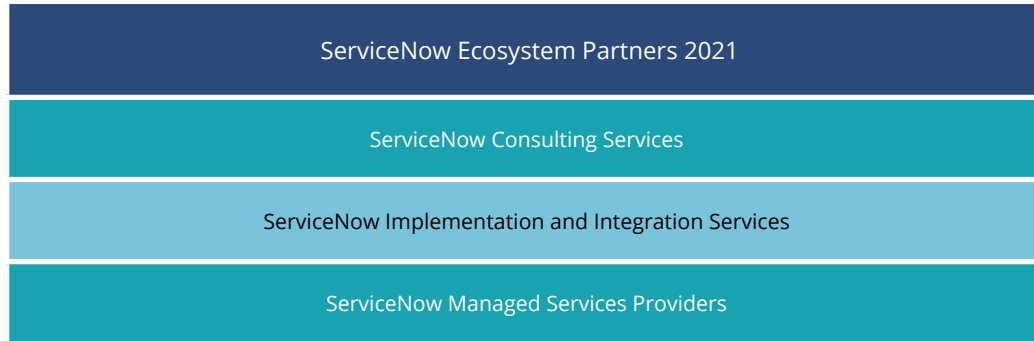 ServiceNow Ecosystem Partners 2021
ServiceNow Consulting Services
ServiceNow Implementation and Integration Services
ServiceNow Managed Services Providers